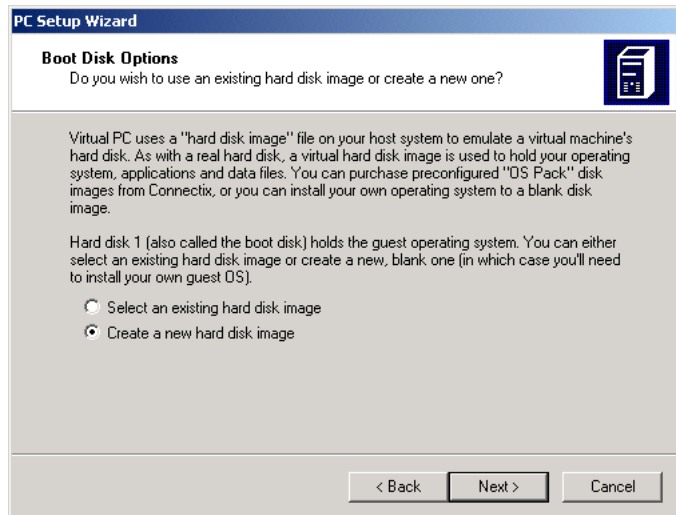 PC Setup Wizard
Boot Disk Options
Do you wish to use an existing hard disk image or create a new one?
Virtual PC uses a "hard disk image" file on your host system to emulate a virtual machine's
hard disk. As with a real hard disk, a virtual hard disk image is used to hold your operating
system, applications and data files. You can purchase preconfigured "OS Pack" disk
images from Connectix, or you can install your own operating system to a blank disk
image.
Hard disk 1 (also called the boot disk) holds the guest operating system. You can either
select an existing hard disk image or create a new, blank one (in which case you'll need
to install your own guest OS).
Select an existing hard disk image
Create a new hard disk image
< Back Next > Cancel